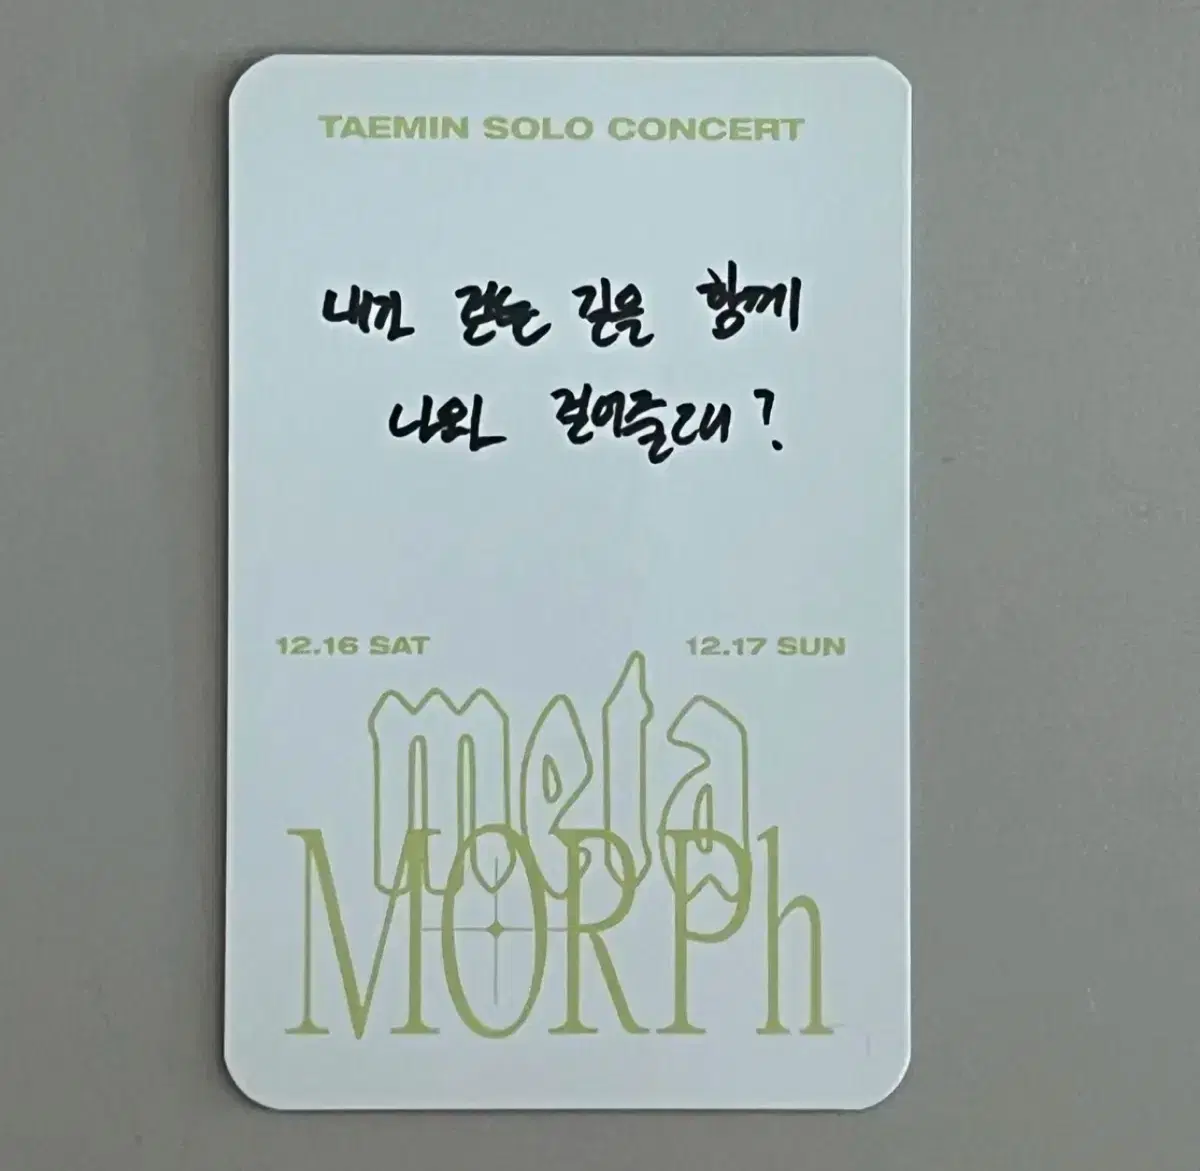 TAEMIN SOLO CONCERT
내가 걷는 길을 함께
나와 걸어줄래?
12.16 SAT
12.17 SUN
meta
MORPh